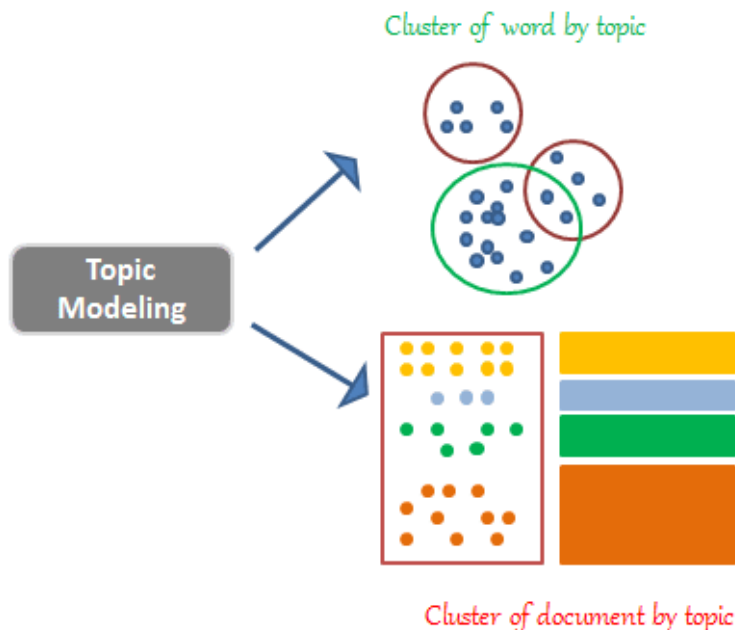 Cluster of word by topic
Topic
Modeling
Cluster of document by topic